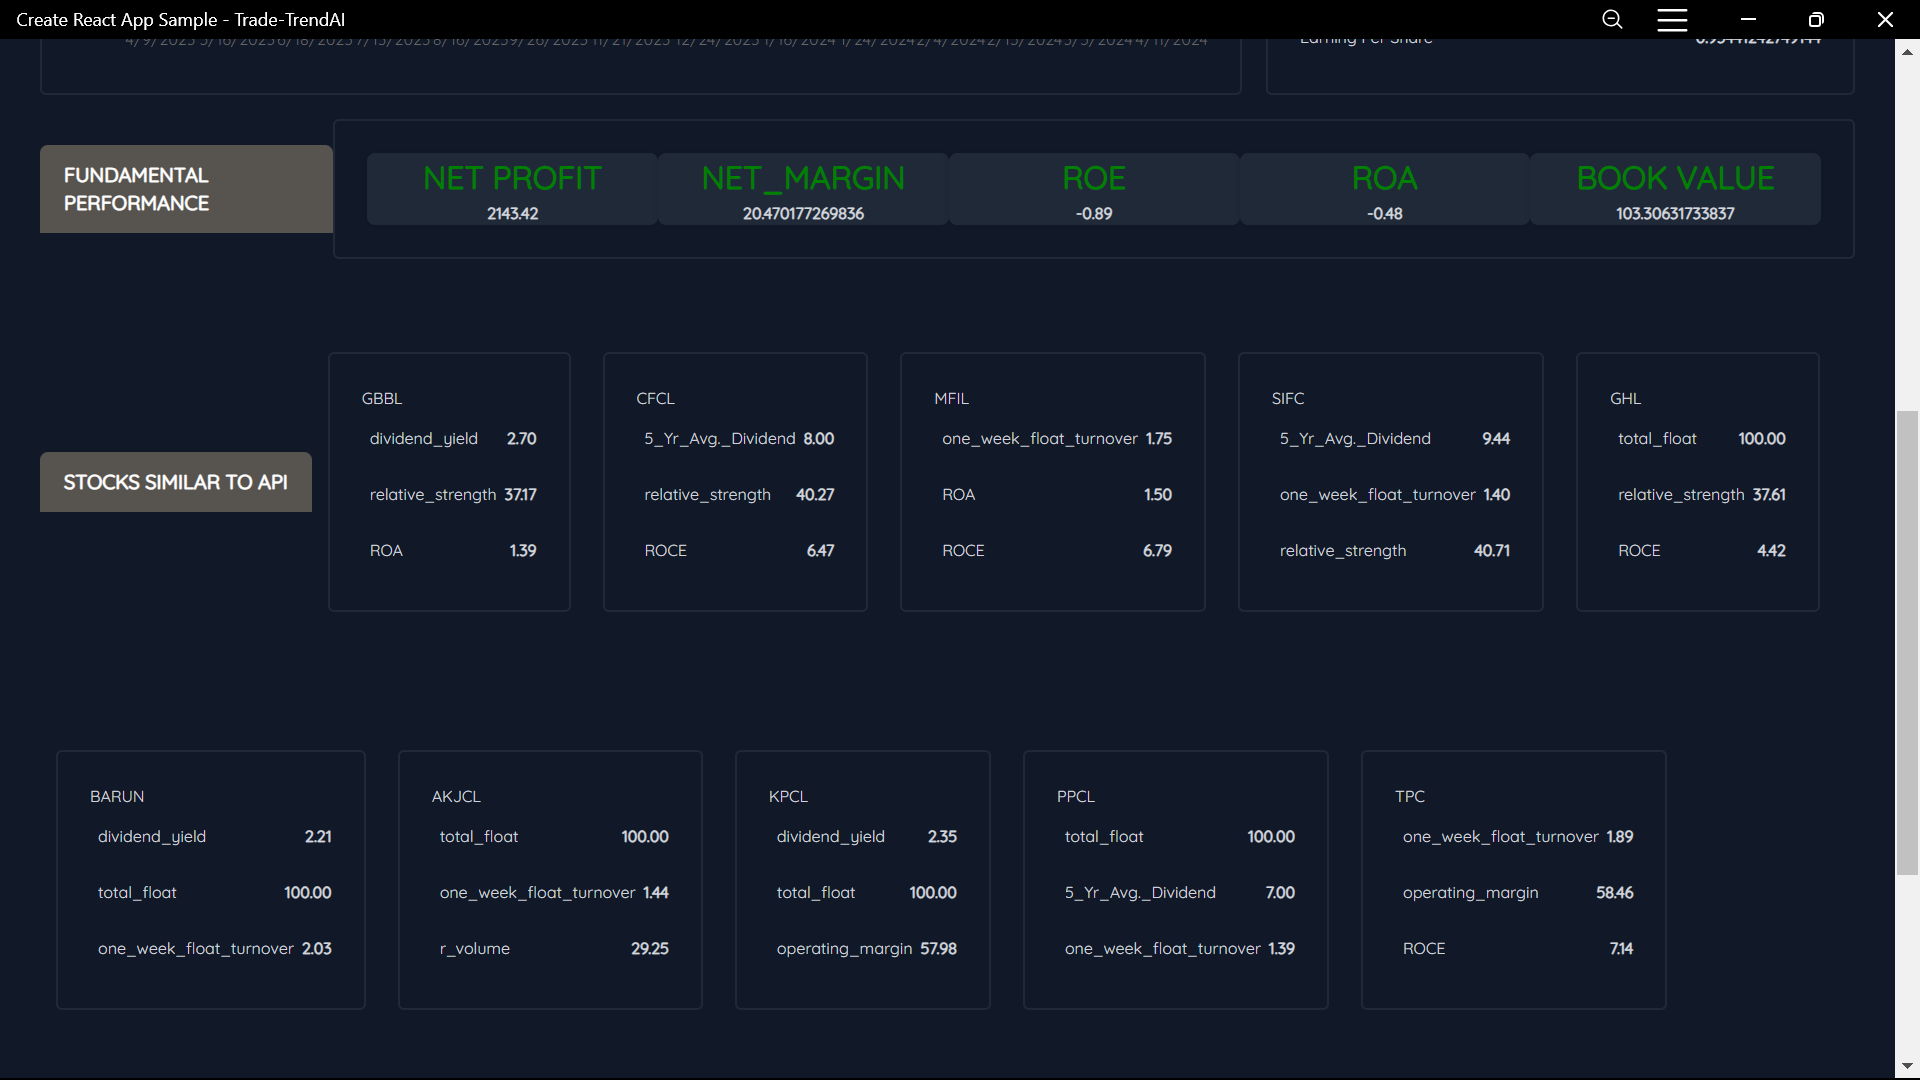 Create React App Sample - Trade-TrendAI
Earning Per Share
FUNDAMENTAL
PERFORMANCE
NET PROFIT NET_MARGIN ROE ROA BOOK VALUE
2143.42 20.470177269836 -0.89 -0.48 103.30631733837
STOCKS SIMILAR TO API
GBBL
dividend_yield 2.70
relative_strength 37.17
ROA 1.39
CFCL
5_Yr_Avg._Dividend 8.00
relative_strength 40.27
ROCE 6.47
MFIL
one_week_float_turnover 1.75
ROA 1.50
ROCE 6.79
SIFC
5_Yr_Avg._Dividend 9.44
one_week_float_turnover 1.40
relative_strength 40.71
GHL
total_float 100.00
relative_strength 37.61
ROCE 4.42
BARUN
dividend_yield 2.21
total_float 100.00
one_week_float_turnover 2.03
AKJCL
total_float 100.00
one_week_float_turnover 1.44
r_volume 29.25
KPCL
dividend_yield 2.35
total_float 100.00
operating_margin 57.98
PPCL
total_float 100.00
5_Yr_Avg._Dividend 7.00
one_week_float_turnover 1.39
TPC
one_week_float_turnover 1.89
operating_margin 58.46
ROCE 7.14